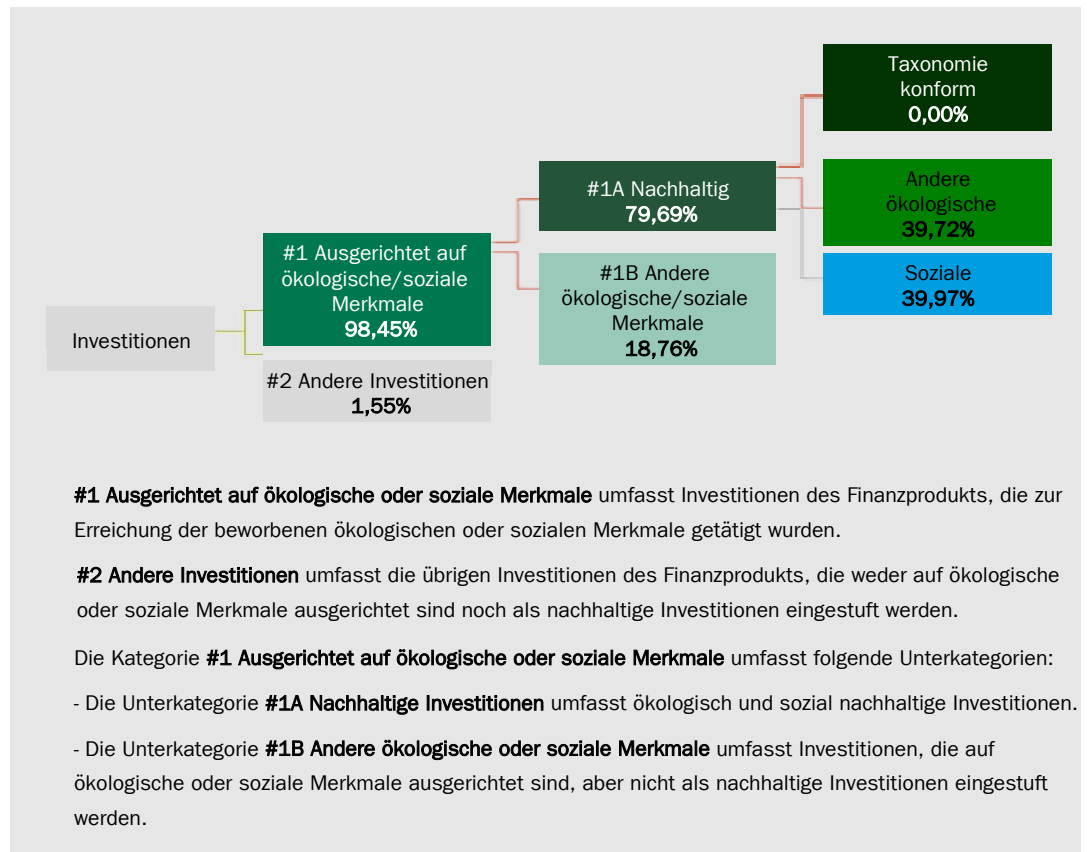 Taxonomie
konform
0,00%
#1A Nachhaltig
79,69%
Andere
ökologische
39,72%
#1 Ausgerichtet auf
ökologische/soziale
Merkmale
98,45%
#1B Andere
ökologische/soziale
Merkmale
18,76%
Soziale
39,97%
Investitionen
#2 Andere Investitionen
1,55%
#1 Ausgerichtet auf ökologische oder soziale Merkmale umfasst Investitionen des Finanzprodukts, die zur
Erreichung der beworbenen ökologischen oder sozialen Merkmale getätigt wurden.
#2 Andere Investitionen umfasst die übrigen Investitionen des Finanzprodukts, die weder auf ökologische
oder soziale Merkmale ausgerichtet sind noch als nachhaltige Investitionen eingestuft werden.
Die Kategorie #1 Ausgerichtet auf ökologische oder soziale Merkmale umfasst folgende Unterkategorien:
- Die Unterkategorie #1A Nachhaltige Investitionen umfasst ökologisch und sozial nachhaltige Investitionen.
- Die Unterkategorie #1B Andere ökologische oder soziale Merkmale umfasst Investitionen, die auf
ökologische oder soziale Merkmale ausgerichtet sind, aber nicht als nachhaltige Investitionen eingestuft
werden.